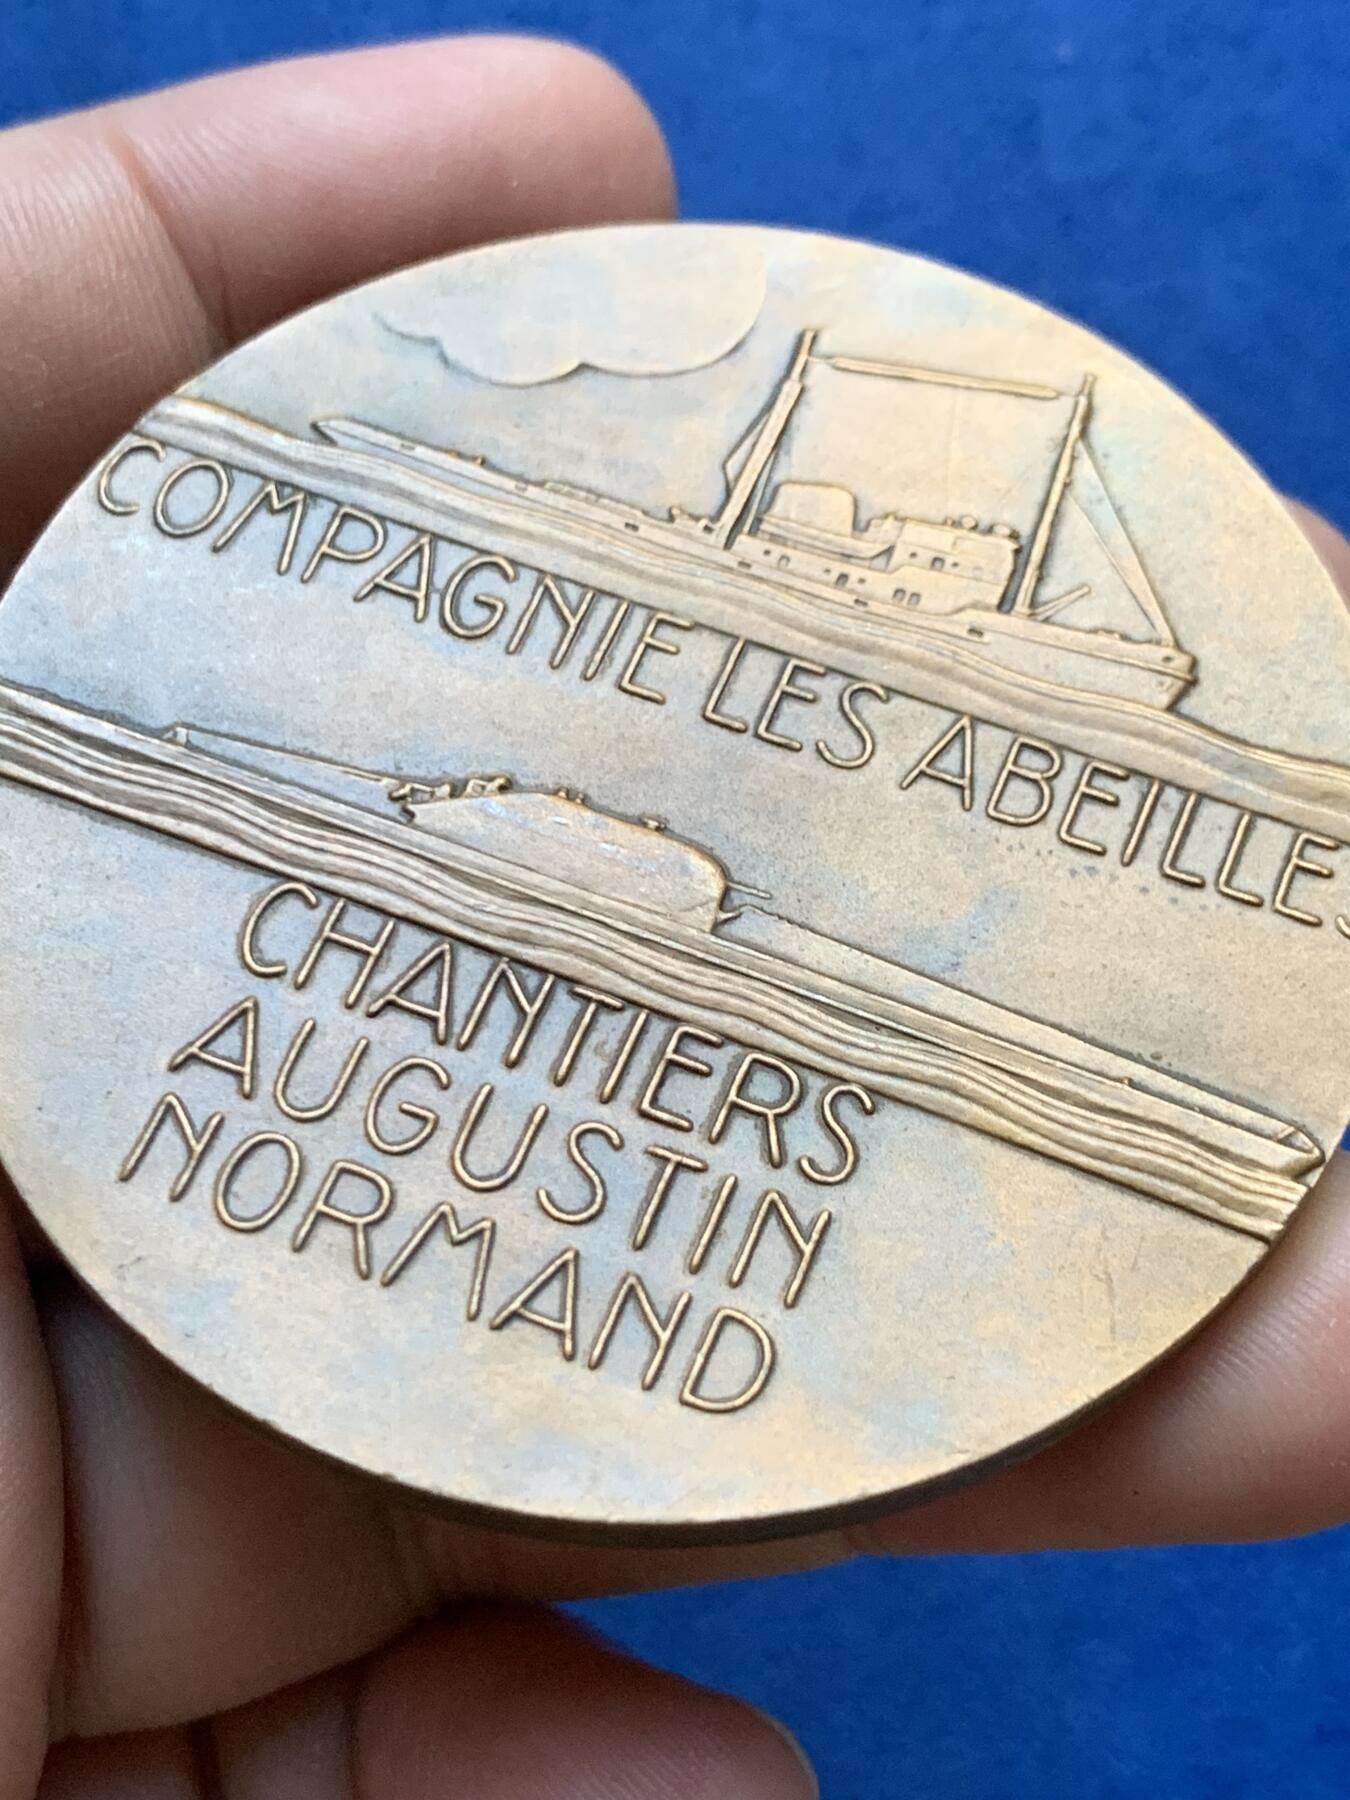 COMPAGNIE LES ABEILLES
CHANTIERS
AUGUSTIN
NORMAND